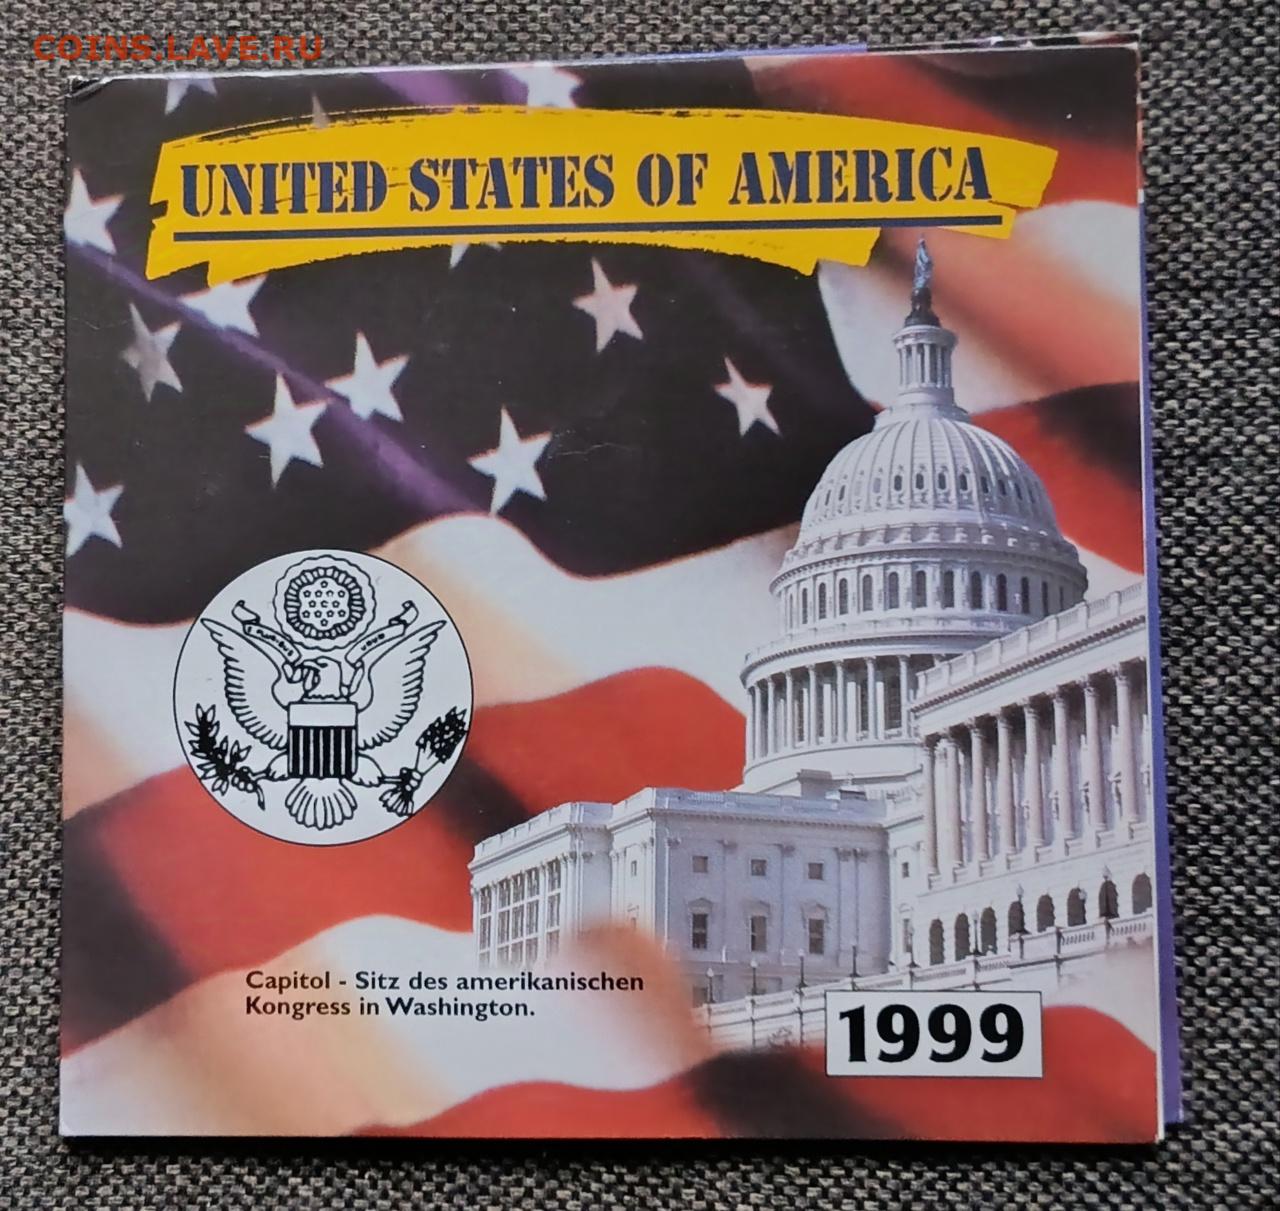 COINS.LAVE.RU
UNITED STATES OF AMERICA
Capitol - Sitz des amerikanischen
Kongress in Washington.
1999